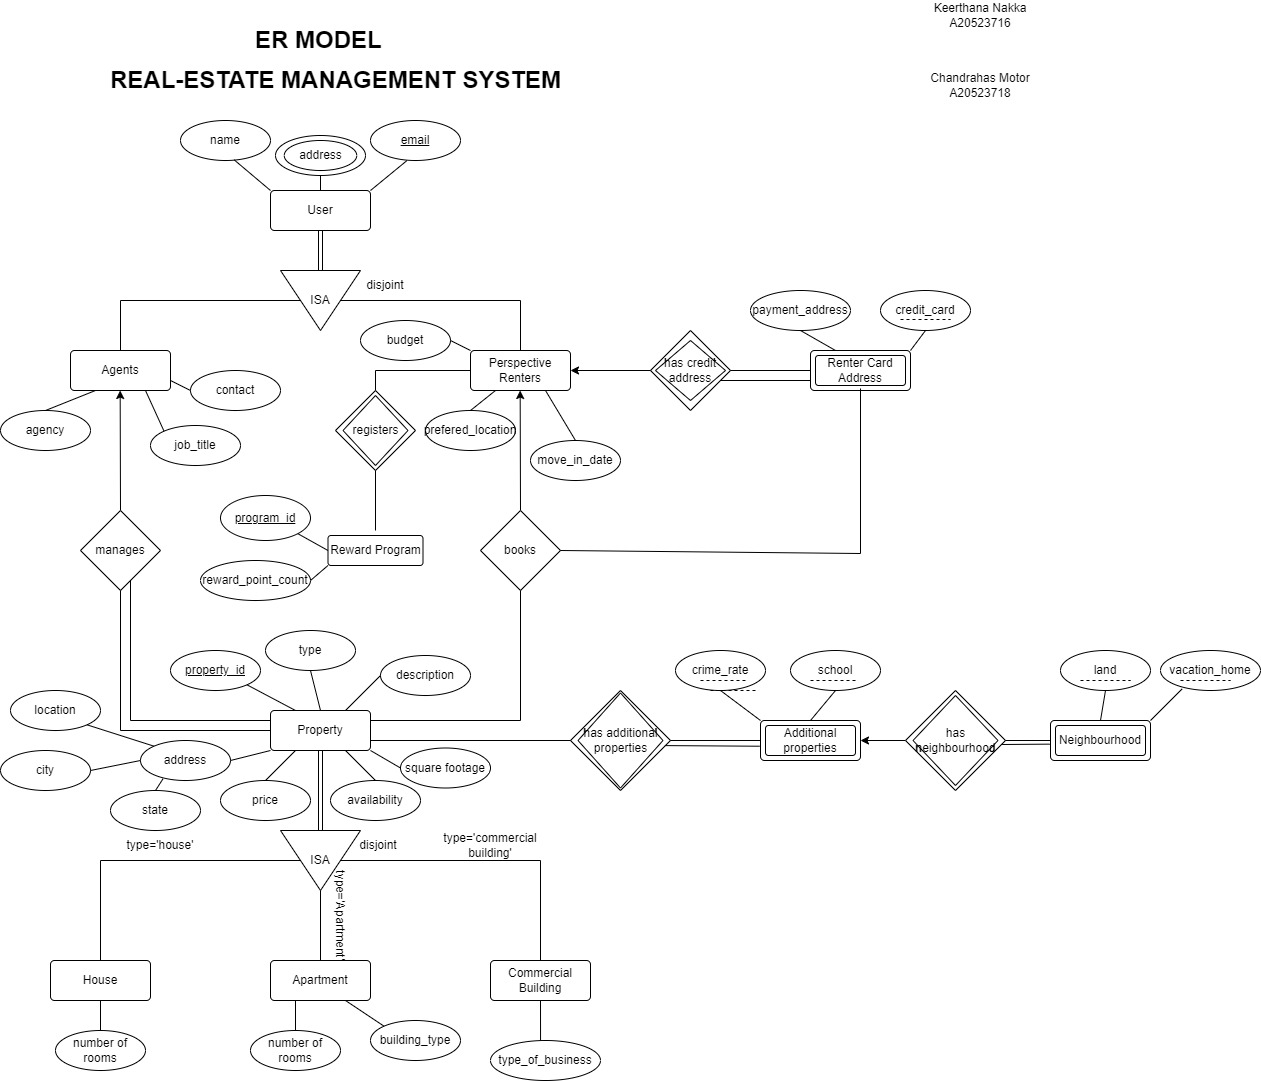 Keerthana Nakka
A20523716
ER MODEL
REAL-ESTATE MANAGEMENT SYSTEM
Chandrahas Motor
A20523718
name
address
email
User
ISA
disjoint
payment_address
credit_card
budget
Agents
Perspective
Renters
has credit
address
Renter Card
Address
contact
agency
job_title
registers
prefered_location
move_in_date
program_id
manages
Reward Program
books
reward_point_count
property_id
type
description
crime_rate
school
land
vacation_home
location
Property
has additional
properties
Additional
properties
has
neighbourhood
Neighbourhood
city
address
square footage
state
price
availability
type='house'
ISA
disjoint
type='commercial
building'
type='Apartment'
House
Apartment
Commercial
Building
number of
rooms
number of
rooms
building_type
type_of_business